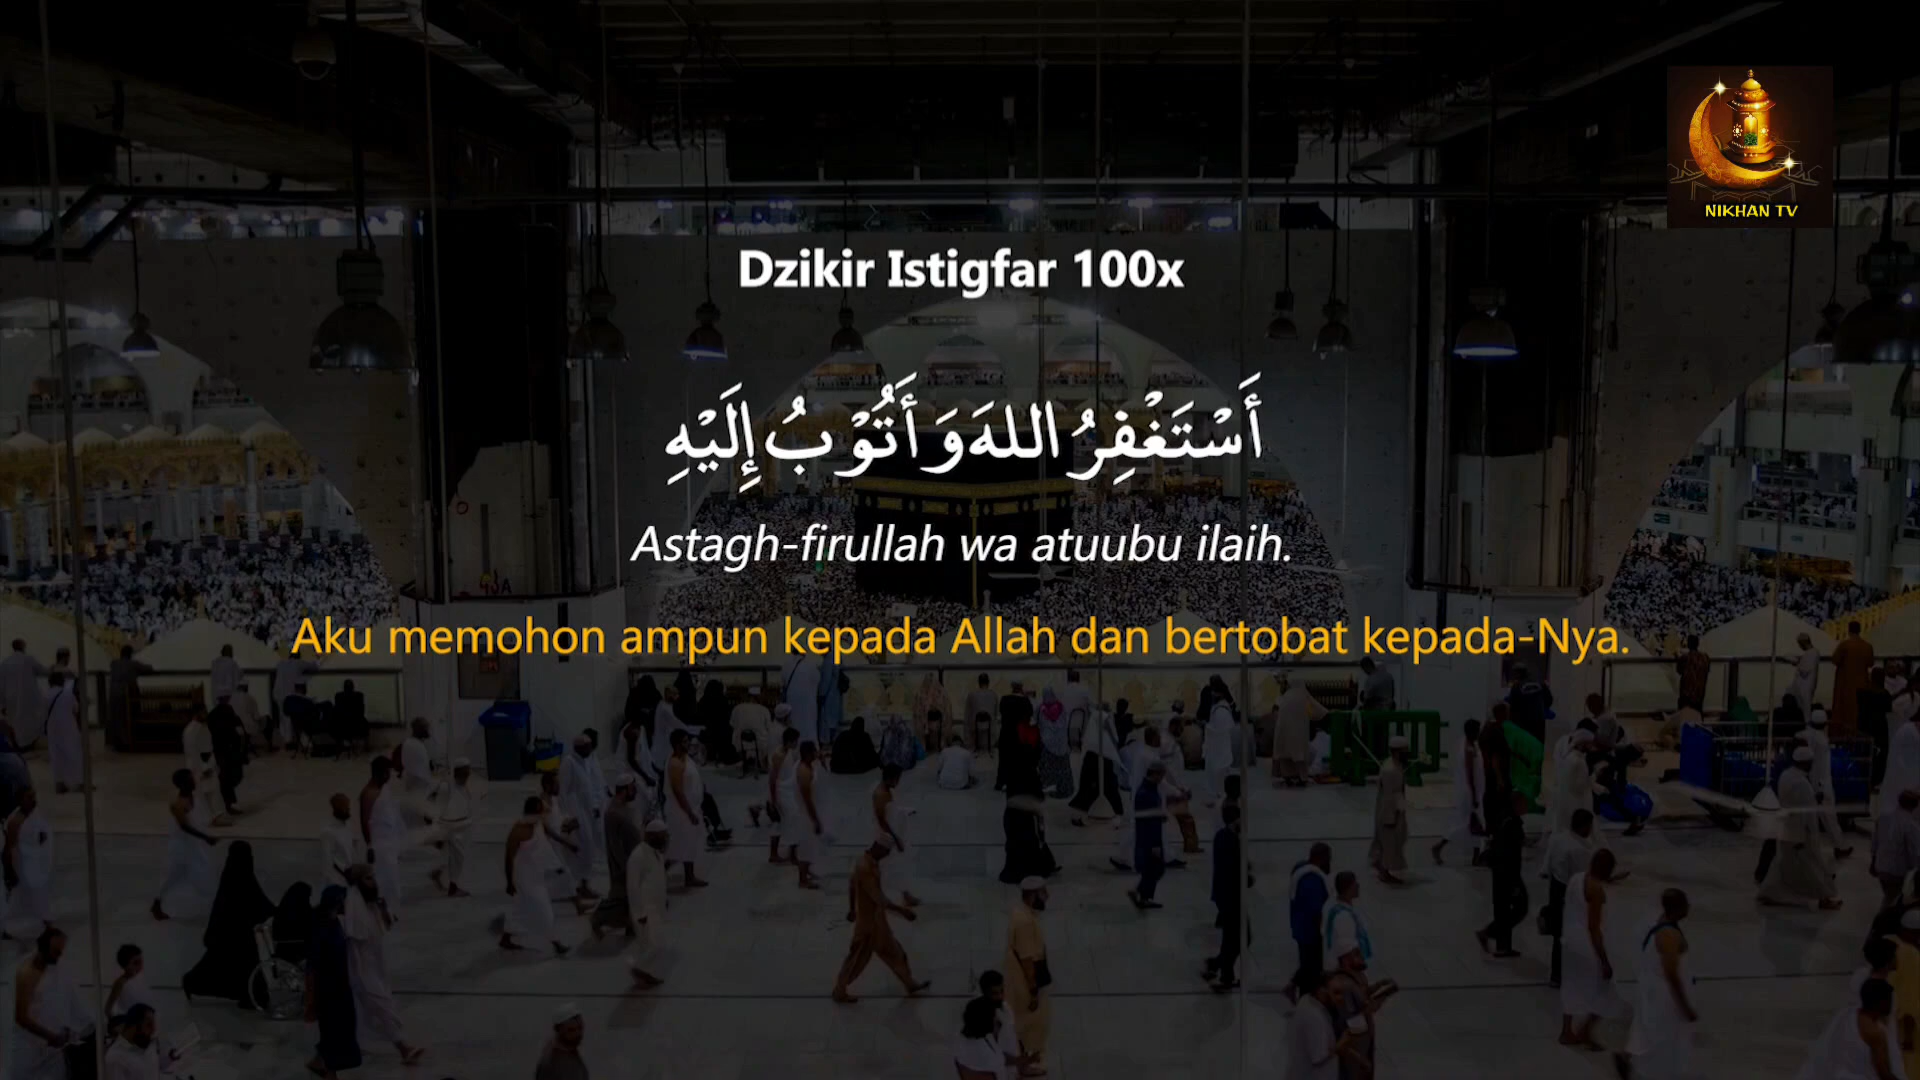 NIKHAN TV
Dzikir Istigfar 100x
أَسْتَغْفِرُ اللهَ وَ أَتُوْبُ إِلَيْهِ
Astagh-firullah wa atuubu ilaih.
Aku memohon ampun kepada Allah dan bertobat kepada-Nya.